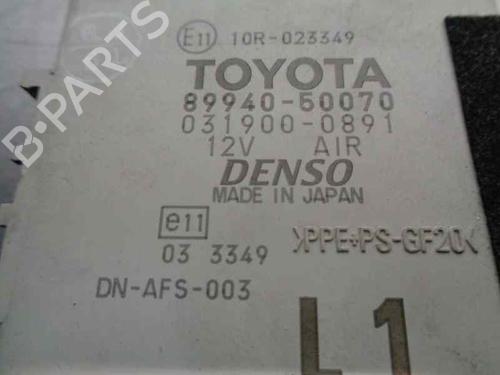 E11 10R-023349
TOYOTA
89940-50070
031900-0891
12V AIR
DENSO
MADE IN JAPAN
e11
03 3349
>PPE+PS-GF20<
DN-AFS-003
L1